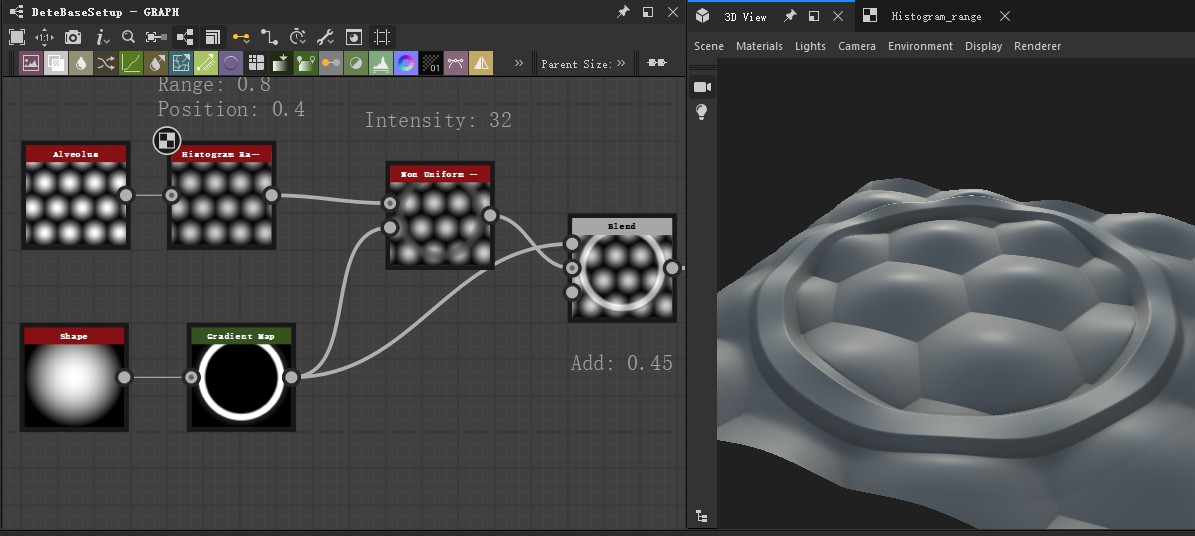 DeteBaseSetup — GRAPH
3D View
Histogram_range
Scene Materials Lights Camera Environment Display Renderer
Parent Size:
Range: 0.8
Position: 0.4
Intensity: 32
Alveolus
Histogram Ra—
Non Uniform —
Blend
Shape
Gradient Map
Add: 0.45